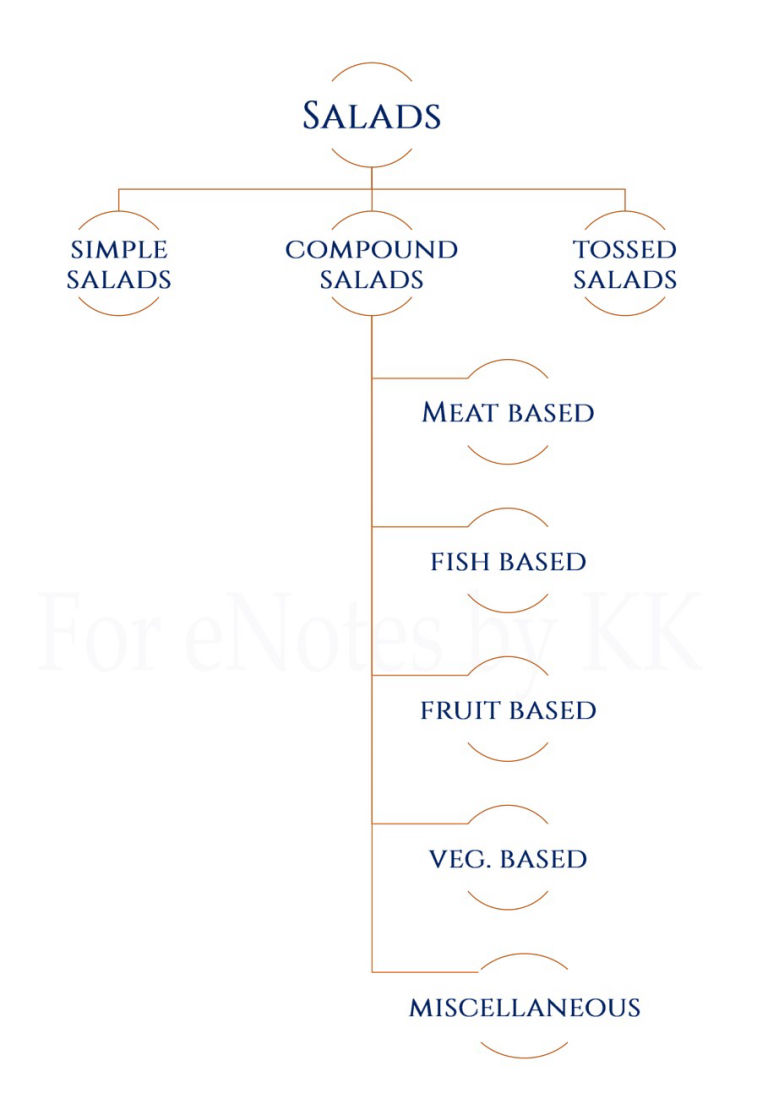 Salads
simple
salads
compound
salads
tossed
salads
Meat based
fish based
For eNotes by KK
fruit based
veg. based
miscellaneous